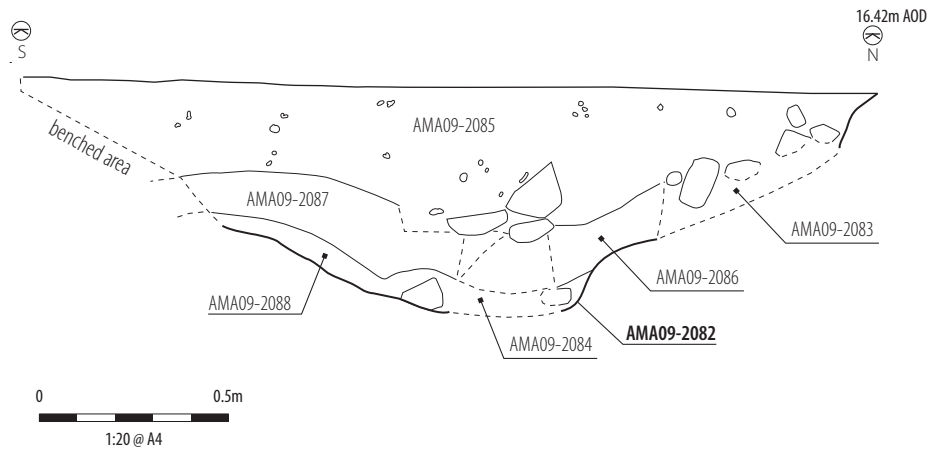 16.42m AOD
S
N
AMA09-2085
benched area
AMA09-2087
AMA09-2083
AMA09-2086
AMA09-2088
AMA09-2082
AMA09-2084
0 0.5m
1:20 @ A4